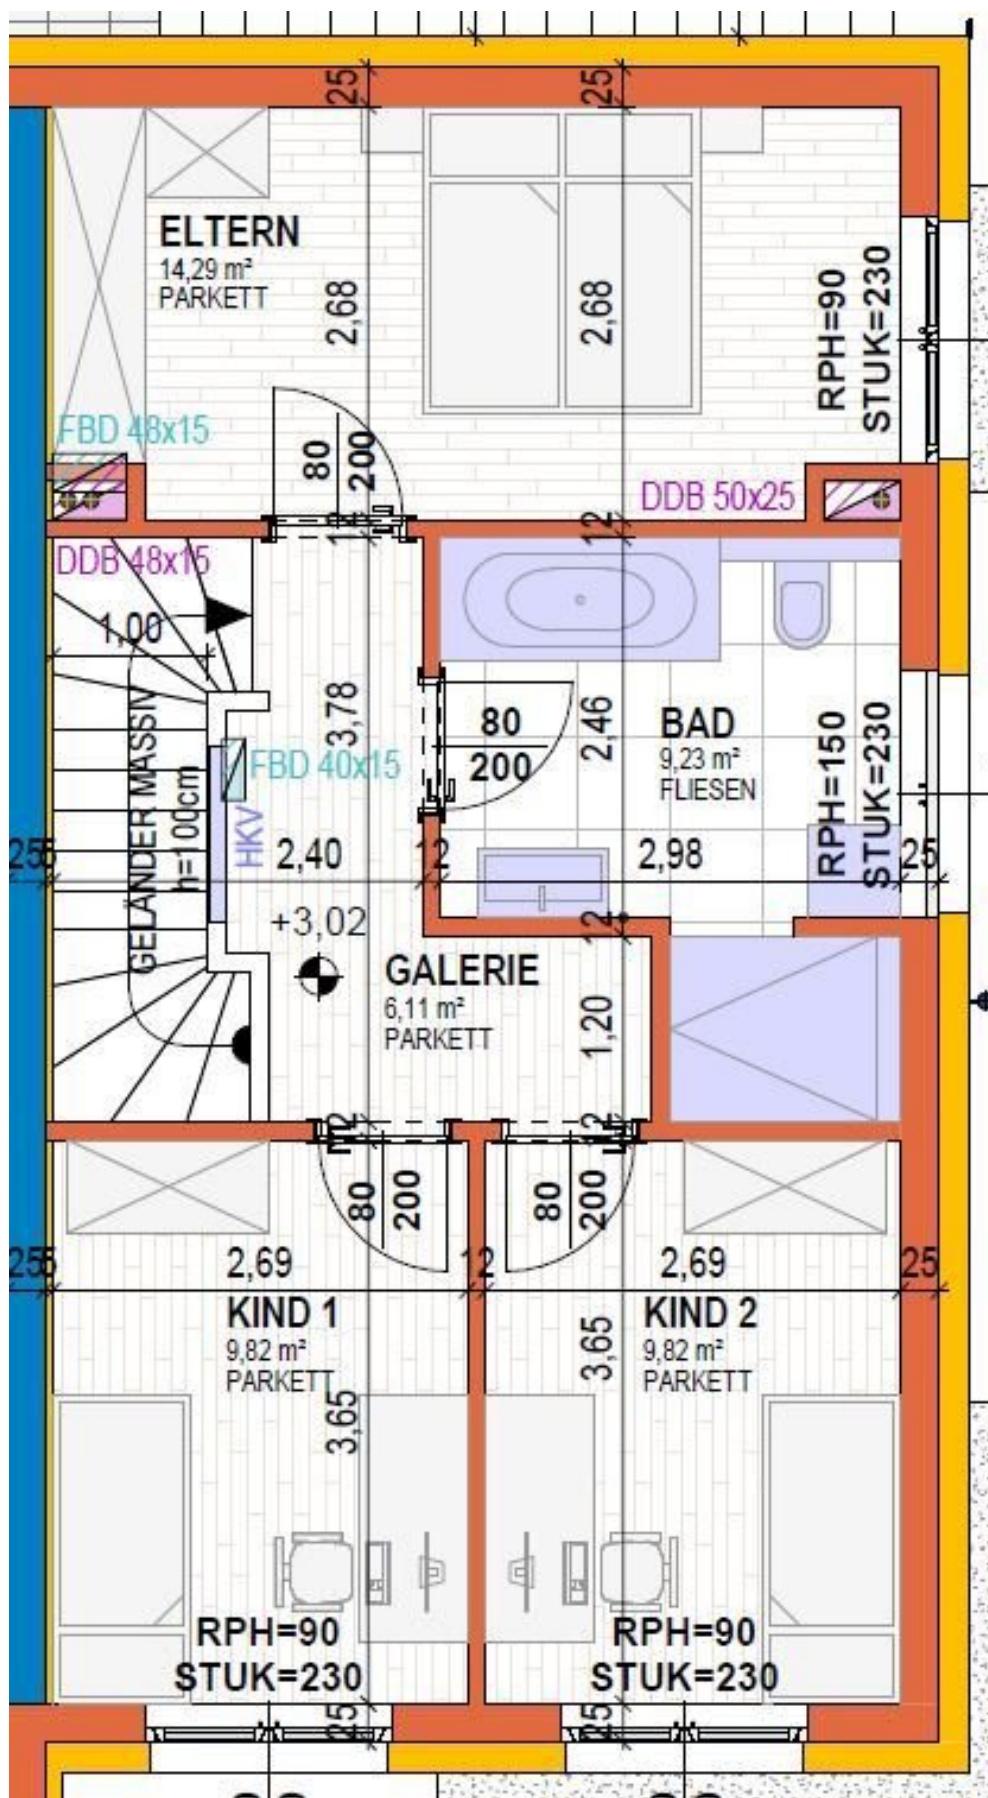 25
25
ELTERN
14,29 m²
PARKETT
2,68
2,68
RPH=90
STUK=230
FBD 48x15
80
200
DDB 50x25
12
12
DDB 48x15
1,00
3,78
GELÄNDER MASSIV
h=100cm
FBD 40x15
HKV
80
200
2,46
BAD
9,23 m²
FLIESEN
RPH=150
STUK=230
25
5
2,40
12
2,98
25
+3,02
12
GALERIE
6,11 m²
PARKETT
1,20
12
12
80
200
80
200
25
5
2,69
12
2,69
25
KIND 1
9,82 m²
PARKETT
3,65
KIND 2
9,82 m²
PARKETT
3,65
RPH=90
STUK=230
RPH=90
STUK=230
25
25